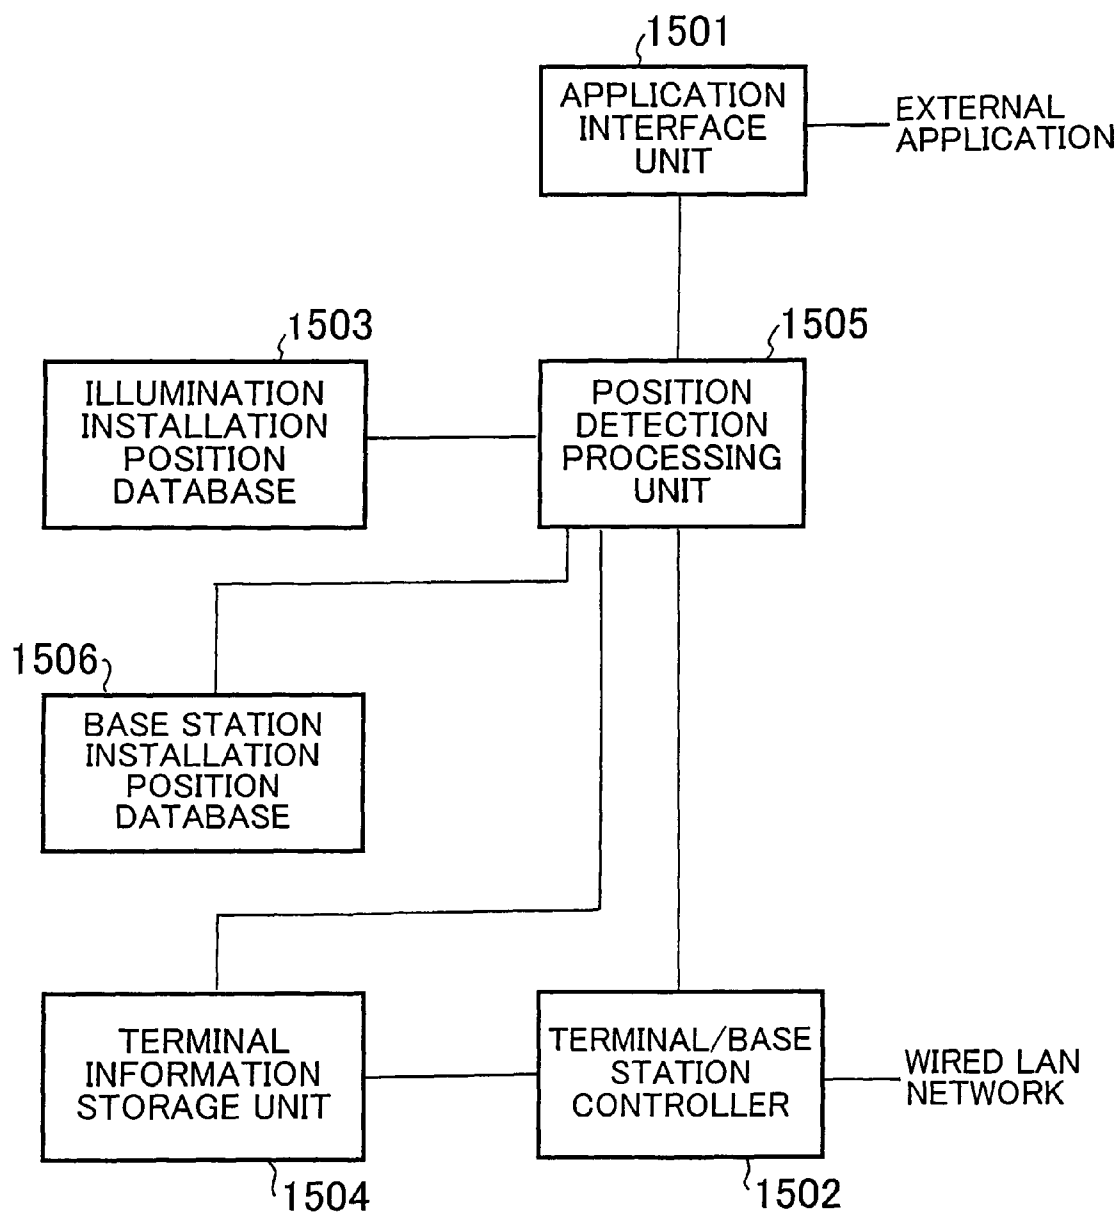 1501
APPLICATION
INTERFACE
UNIT
EXTERNAL
APPLICATION
1503
ILLUMINATION
INSTALLATION
POSITION
DATABASE
1505
POSITION
DETECTION
PROCESSING
UNIT
1506
BASE STATION
INSTALLATION
POSITION
DATABASE
TERMINAL
INFORMATION
STORAGE UNIT
1504
TERMINAL/BASE
STATION
CONTROLLER
1502
WIRED LAN
NETWORK